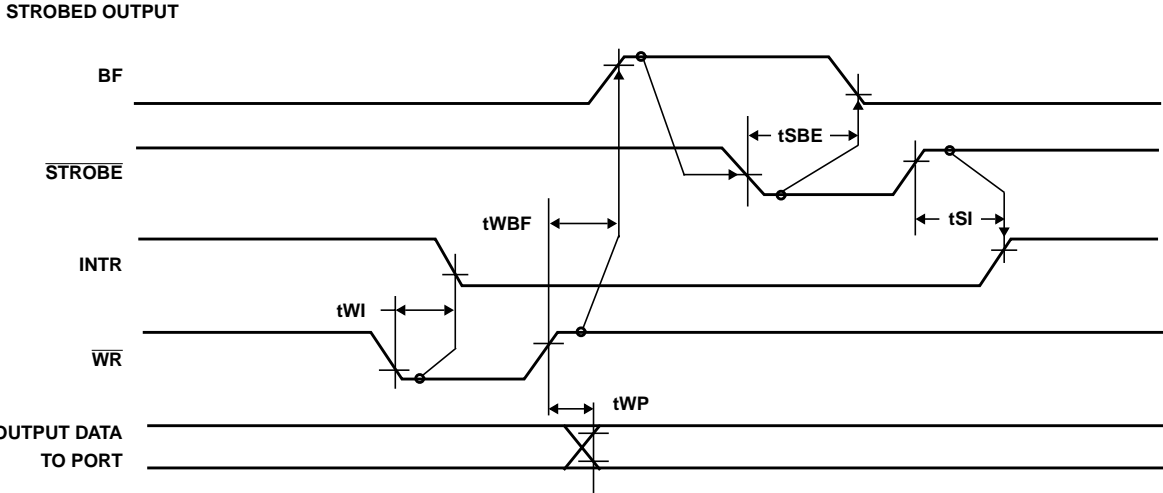 STROBED OUTPUT
BF
tSBE
STROBE
tSI
tWBF
INTR
tWI
WR
tWP
OUTPUT DATA
TO PORT